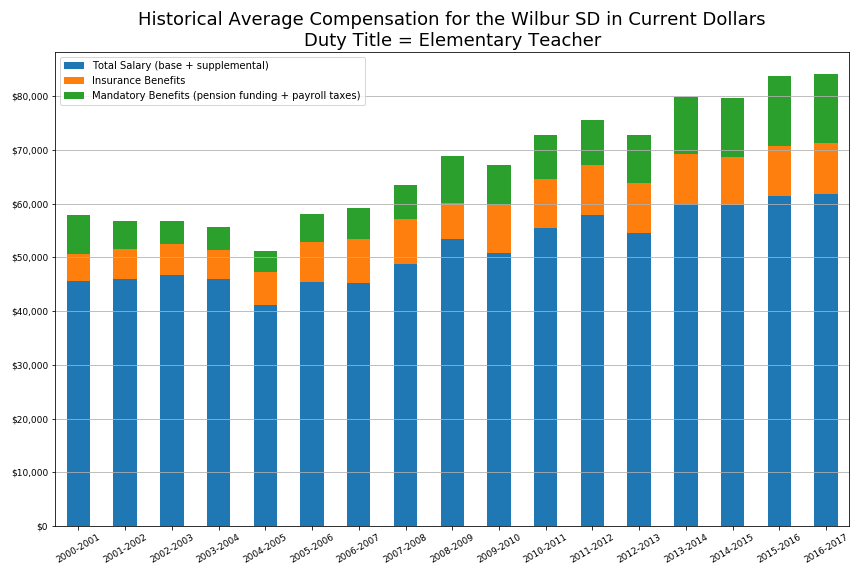 Historical Average Compensation for the Wilbur SD in Current Dollars
Duty Title = Elementary Teacher
Total Salary (base + supplemental)
Insurance Benefits
Mandatory Benefits (pension funding + payroll taxes)
$80,000
$70,000
$60,000
$50,000
$40,000
$30,000
$20,000
$10,000
$0
2000-2001 2001-2002 2002-2003 2003-2004 2004-2005 2005-2006 2006-2007 2007-2008 2008-2009 2009-2010 2010-2011 2011-2012 2012-2013 2013-2014 2014-2015 2015-2016 2016-2017